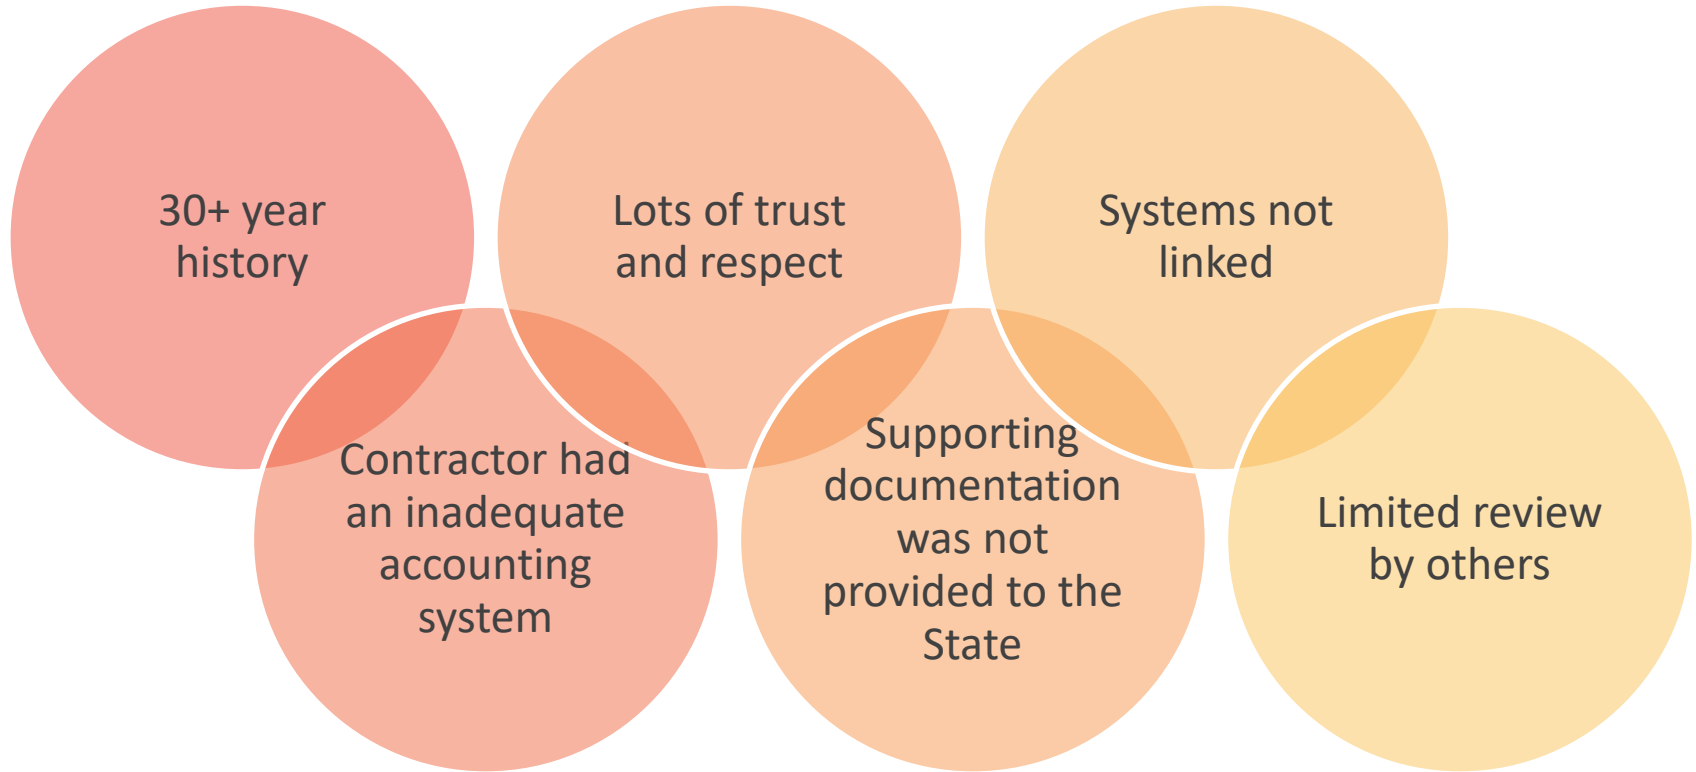 30+ year
history
Contractor had
an inadequate
accounting
system
Lots of trust
and respect
Supporting
documentation
was not
provided to the
State
Systems not
linked
Limited review
by others